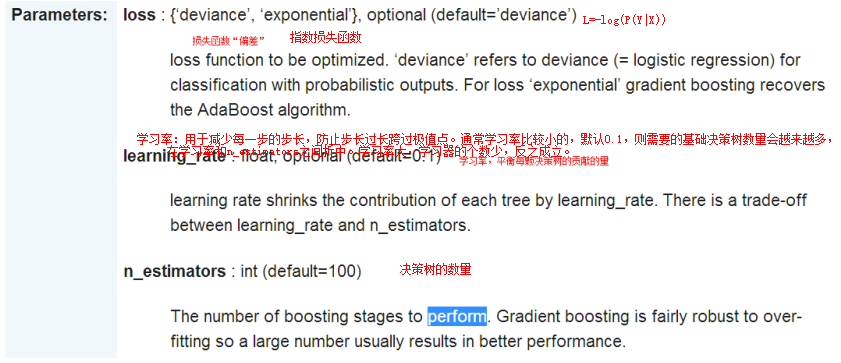 Parameters: loss : {‘deviance’, ‘exponential’}, optional (default=’deviance’) L=-log(P(Y|X))
损失函数“偏差” 指数损失函数
loss function to be optimized. ‘deviance’ refers to deviance (= logistic regression) for
classification with probabilistic outputs. For loss ‘exponential’ gradient boosting recovers
the AdaBoost algorithm.
学习率：用于减少每一步的步长，防止步长过长跨过极值点。通常学习率比较小的，默认0.1，则需要的基础决策树数量会越来越多，
在学习率和n_estimators之间折中。学习率大，学习器的个数少，反之成立。
learning_rate : float, optional (default=0.1) 学习率，平衡每颗决策树的贡献的量
learning rate shrinks the contribution of each tree by learning_rate. There is a trade-off
between learning_rate and n_estimators.
n_estimators : int (default=100) 决策树的数量
The number of boosting stages to perform. Gradient boosting is fairly robust to over-
fitting so a large number usually results in better performance.